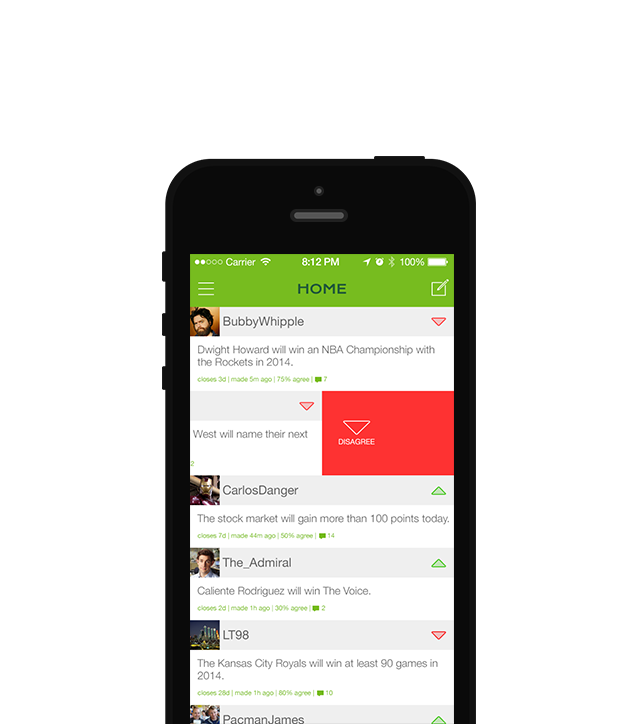 Carrier 8:12 PM 100%
HOME
BubbyWhipple
Dwight Howard will win an NBA Championship with
the Rockets in 2014.
closes 3d | made 5m ago | 75% agree | 7
West will name their next
DISAGREE
2
CarlosDanger
The stock market will gain more than 100 points today.
closes 7d | made 44m ago | 50% agree | 14
The_Admiral
Caliente Rodriguez will win The Voice.
closes 2d | made 1h ago | 30% agree | 2
LT98
The Kansas City Royals will win at least 90 games in
2014.
closes 28d | made 1h ago | 80% agree | 10
PacmanJames